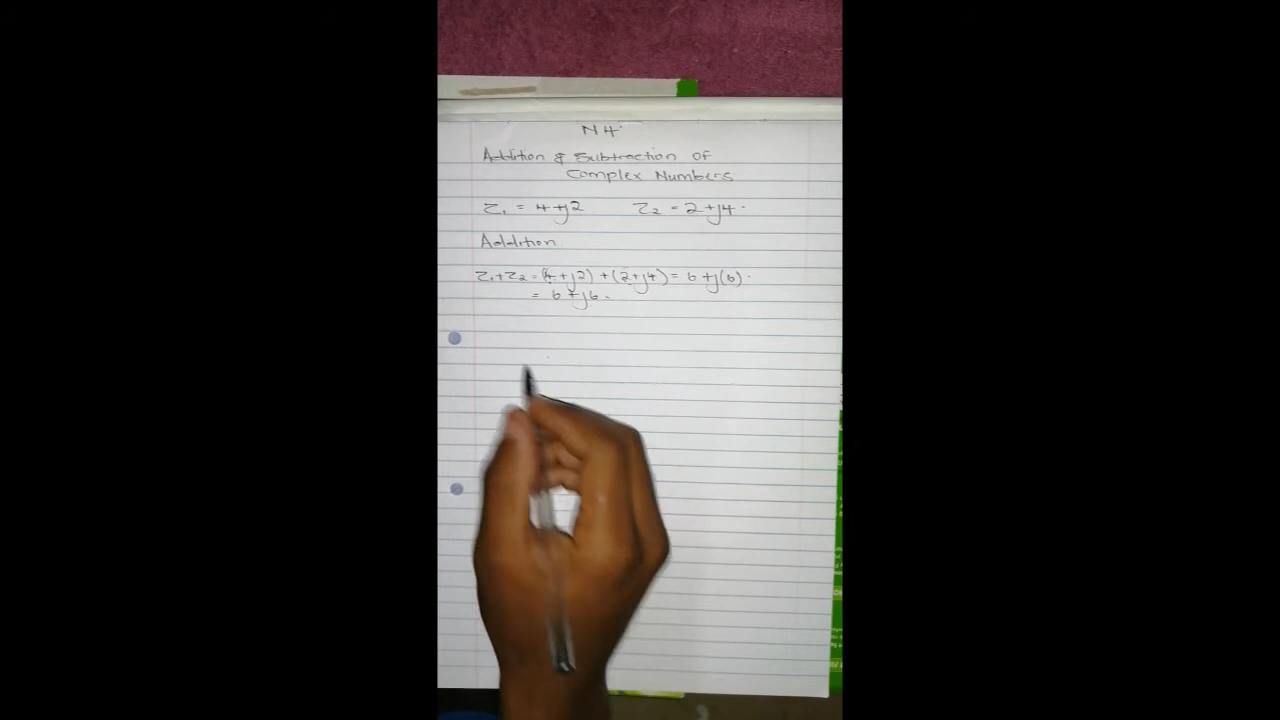 N4
Addition & Subtraction of
Complex Numbers
Z₁ = 4+j2 Z₂ = 2+j4.
Addition
Z₁+Z₂ = (4+j2) + (2+j4) = 6+j(6).
= 6+j6.